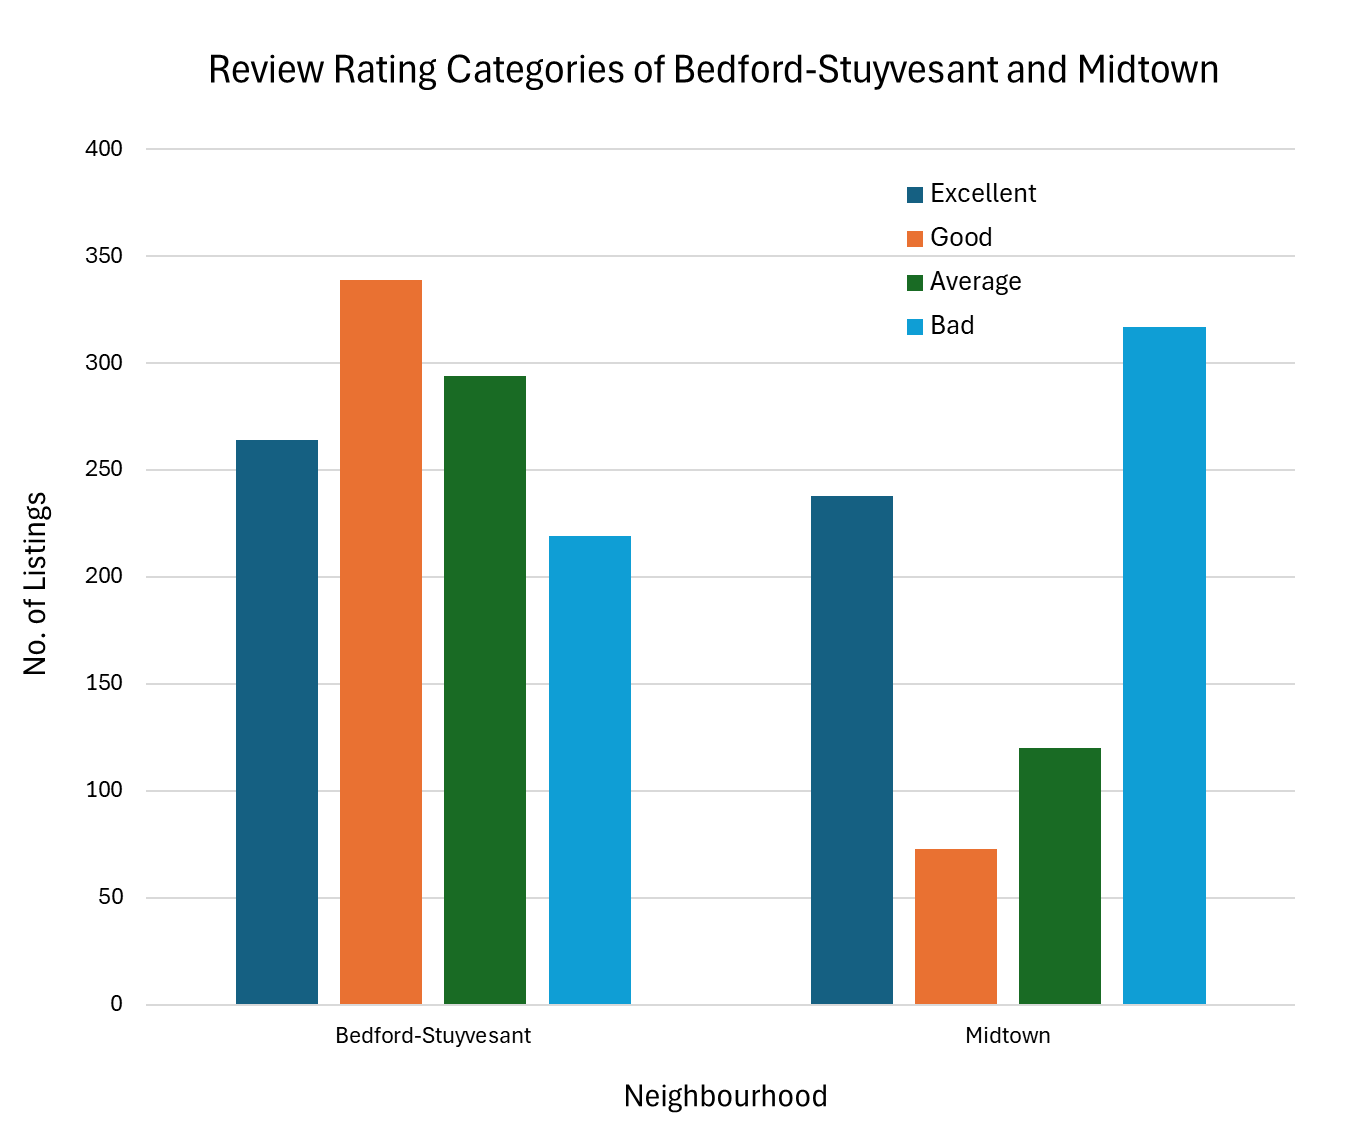 Review Rating Categories of Bedford-Stuyvesant and Midtown
400
350
300
250
200
150
100
50
0
No. of Listings
Excellent
Good
Average
Bad
Bedford-Stuyvesant
Midtown
Neighbourhood